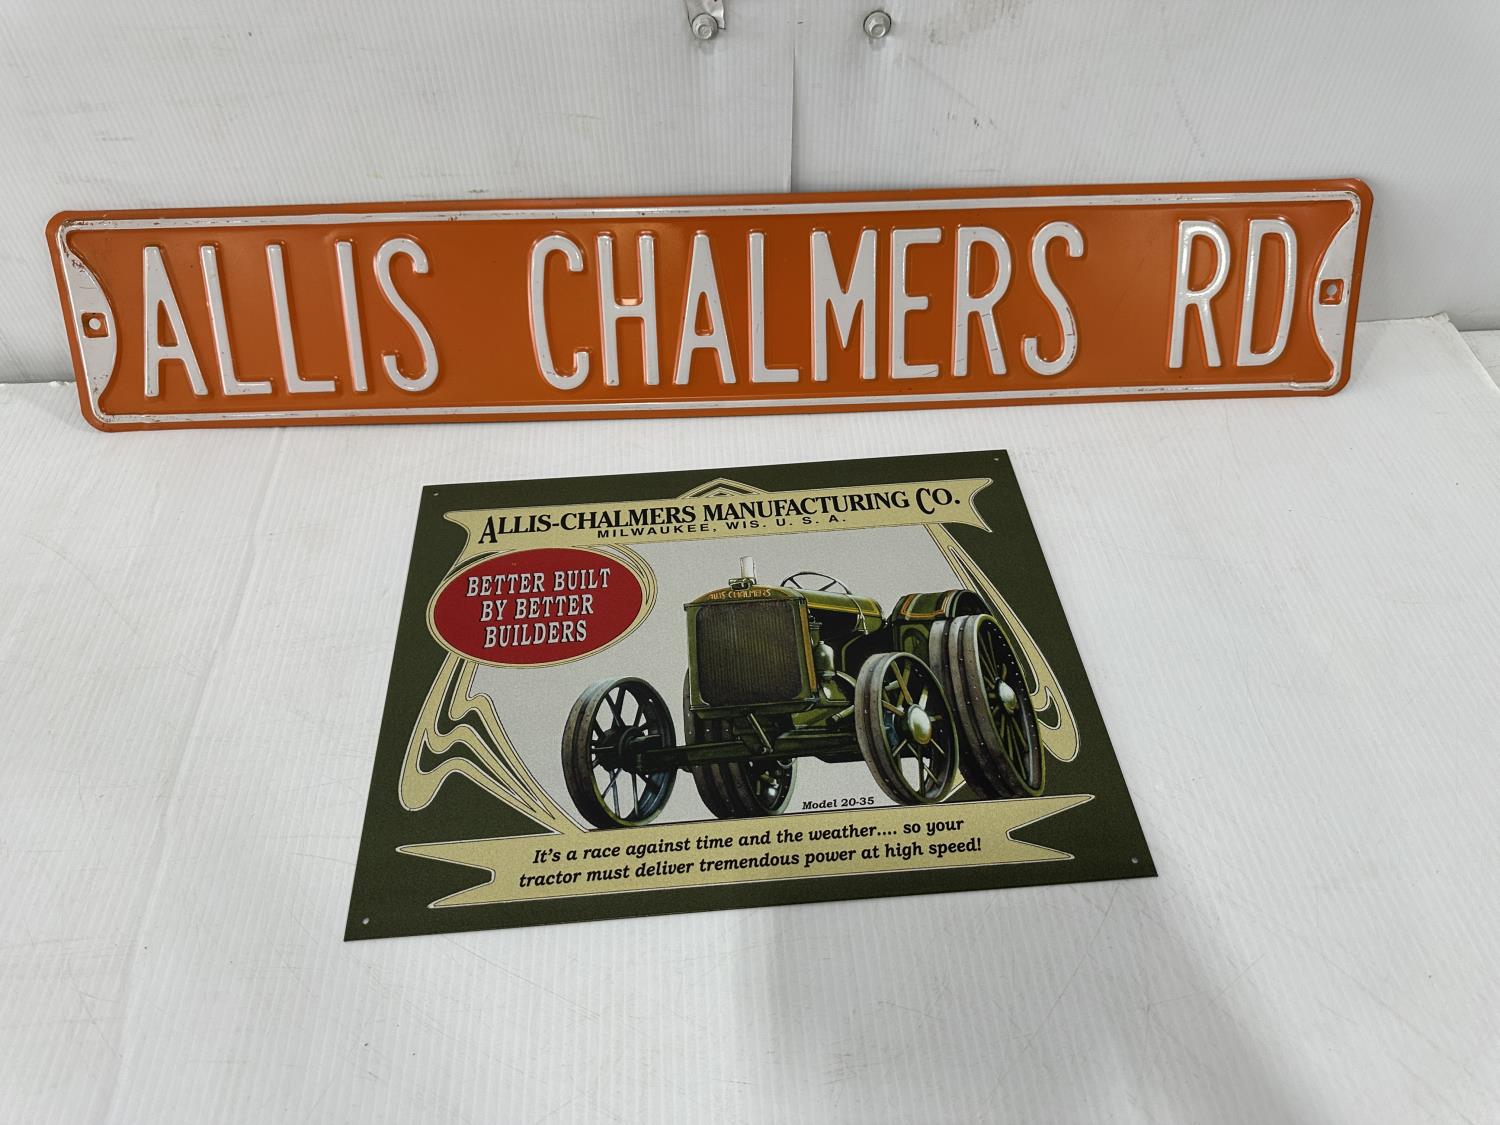 ALLIS CHALMERS RD
ALLIS-CHALMERS MANUFACTURING CO.
MILWAUKEE, WIS. U. S. A.
BETTER BUILT
BY BETTER
BUILDERS
ALLIS-CHALMERS
Model 20-35
It's a race against time and the weather.... so your
tractor must deliver tremendous power at high speed!